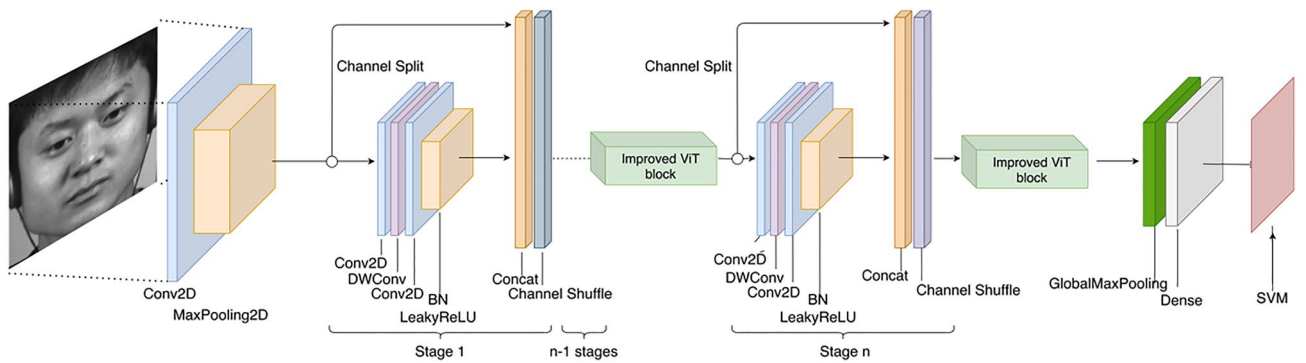 Channel Split
Conv2D
MaxPooling2D
Conv2D
DWConv
Conv2D
BN
LeakyReLU
Concat
Channel Shuffle
Stage 1
n-1 stages
Improved ViT
block
Channel Split
Conv2D
DWConv
Conv2D
BN
LeakyReLU
Concat
Channel Shuffle
Stage n
Improved ViT
block
GlobalMaxPooling
Dense
SVM